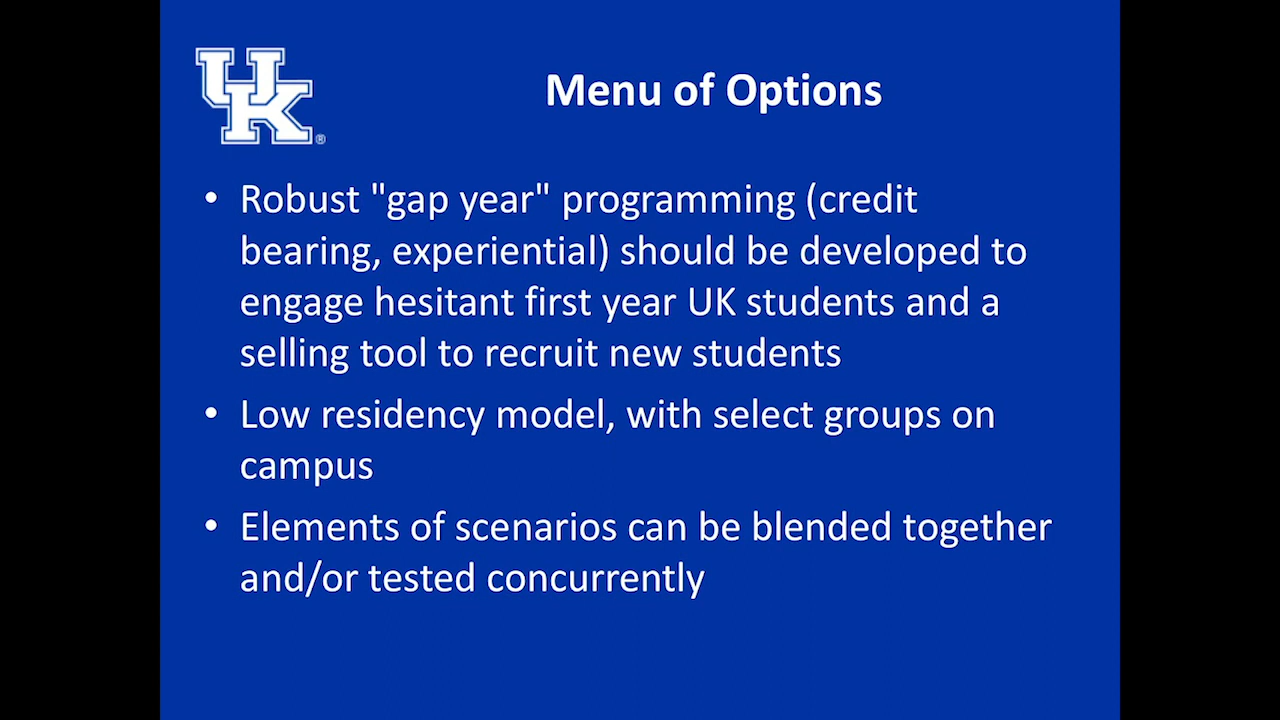 UK®
Menu of Options
• Robust "gap year" programming (credit
bearing, experiential) should be developed to
engage hesitant first year UK students and a
selling tool to recruit new students
• Low residency model, with select groups on
campus
• Elements of scenarios can be blended together
and/or tested concurrently